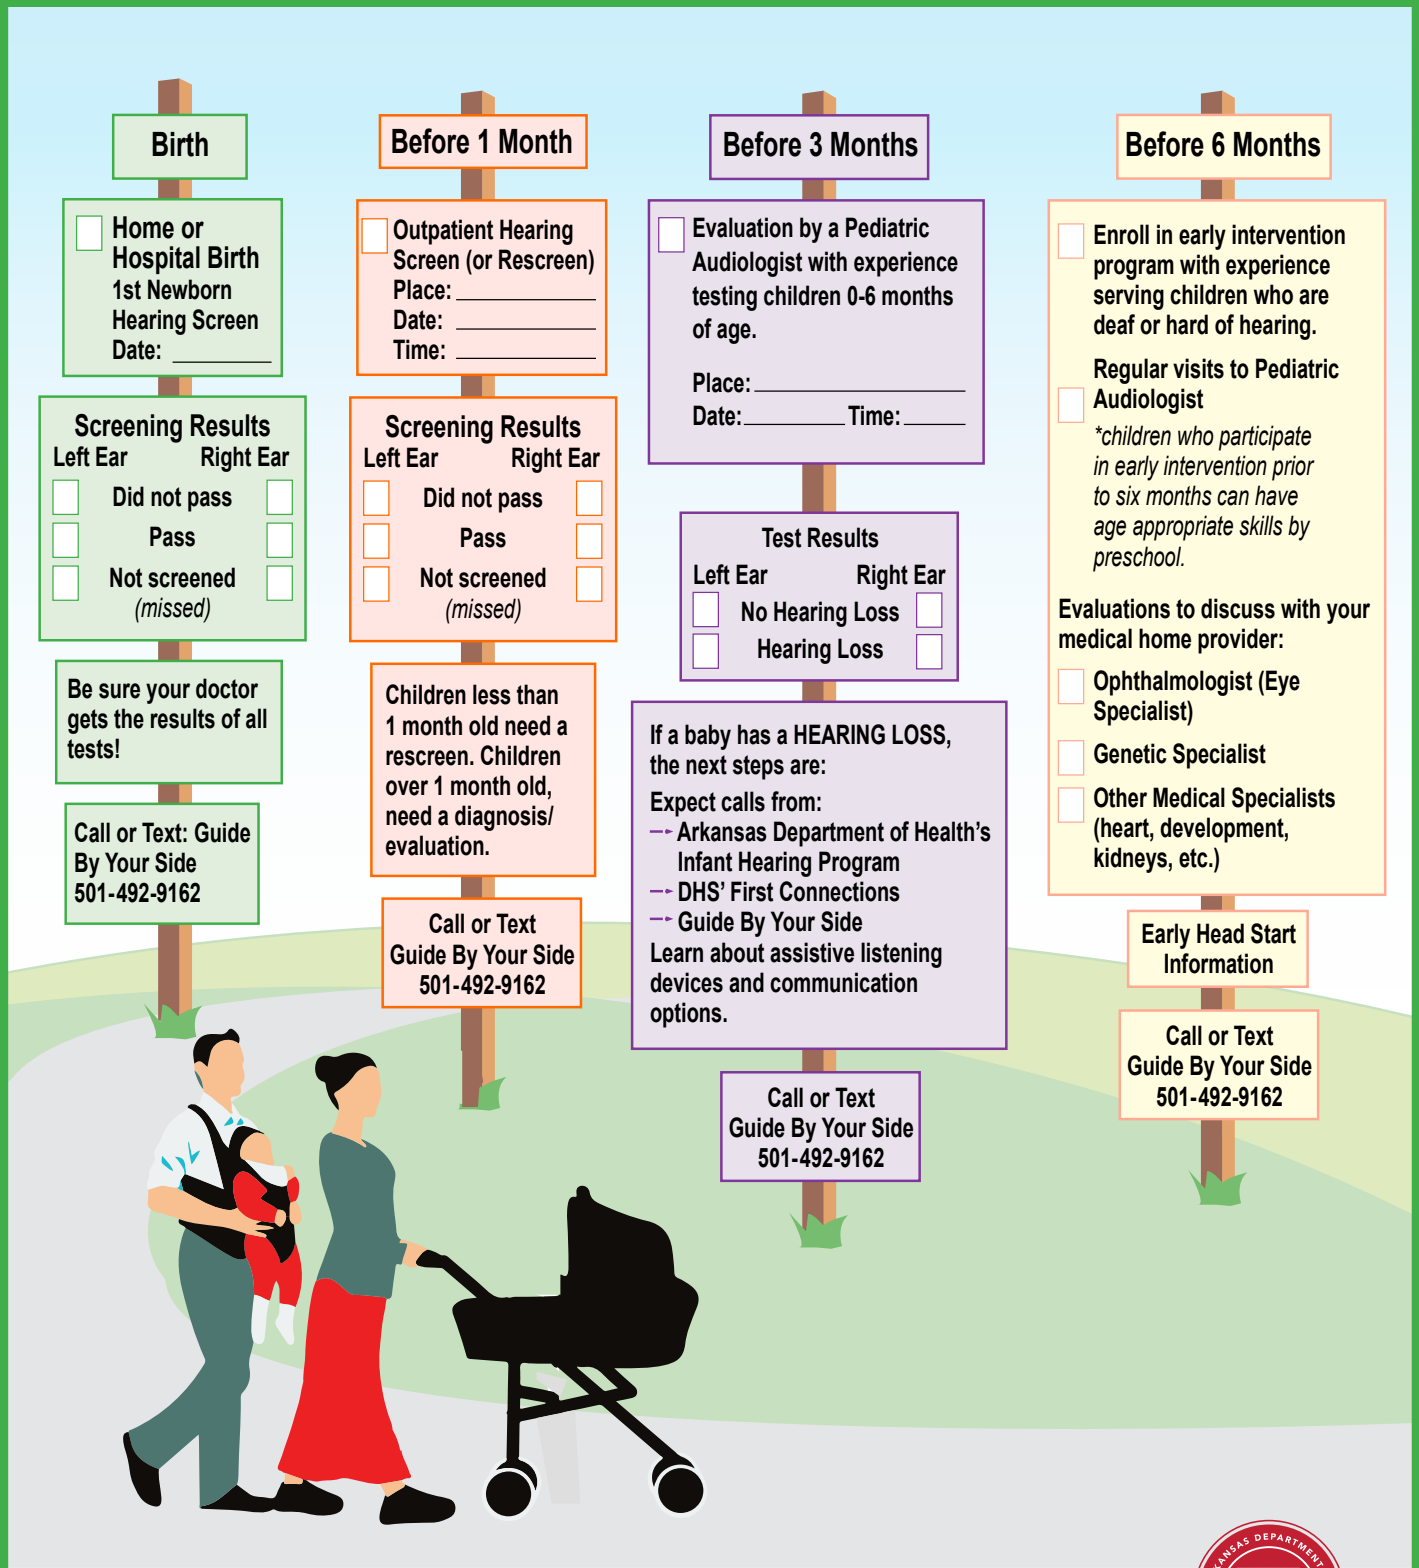 Birth
Home or
Hospital Birth
1st Newborn
Hearing Screen
Date:
Screening Results
Left Ear Right Ear
Did not pass
Pass
Not screened
(missed)
Be sure your doctor
gets the results of all
tests!
Call or Text: Guide
By Your Side
501-492-9162
Before 1 Month
Outpatient Hearing
Screen (or Rescreen)
Place:
Date:
Time:
Screening Results
Left Ear Right Ear
Did not pass
Pass
Not screened
(missed)
Children less than
1 month old need a
rescreen. Children
over 1 month old,
need a diagnosis/
evaluation.
Call or Text
Guide By Your Side
501-492-9162
Before 3 Months
Evaluation by a Pediatric
Audiologist with experience
testing children 0-6 months
of age.
Place:
Date: Time:
Test Results
Left Ear Right Ear
No Hearing Loss
Hearing Loss
If a baby has a HEARING LOSS,
the next steps are:
Expect calls from:
Arkansas Department of Health’s
Infant Hearing Program
DHS’ First Connections
Guide By Your Side
Learn about assistive listening
devices and communication
options.
Call or Text
Guide By Your Side
501-492-9162
Before 6 Months
Enroll in early intervention
program with experience
serving children who are
deaf or hard of hearing.
Regular visits to Pediatric
Audiologist
*children who participate
in early intervention prior
to six months can have
age appropriate skills by
preschool.
Evaluations to discuss with your
medical home provider:
Ophthalmologist (Eye
Specialist)
Genetic Specialist
Other Medical Specialists
(heart, development,
kidneys, etc.)
Early Head Start
Information
Call or Text
Guide By Your Side
501-492-9162
DEPARTMENT